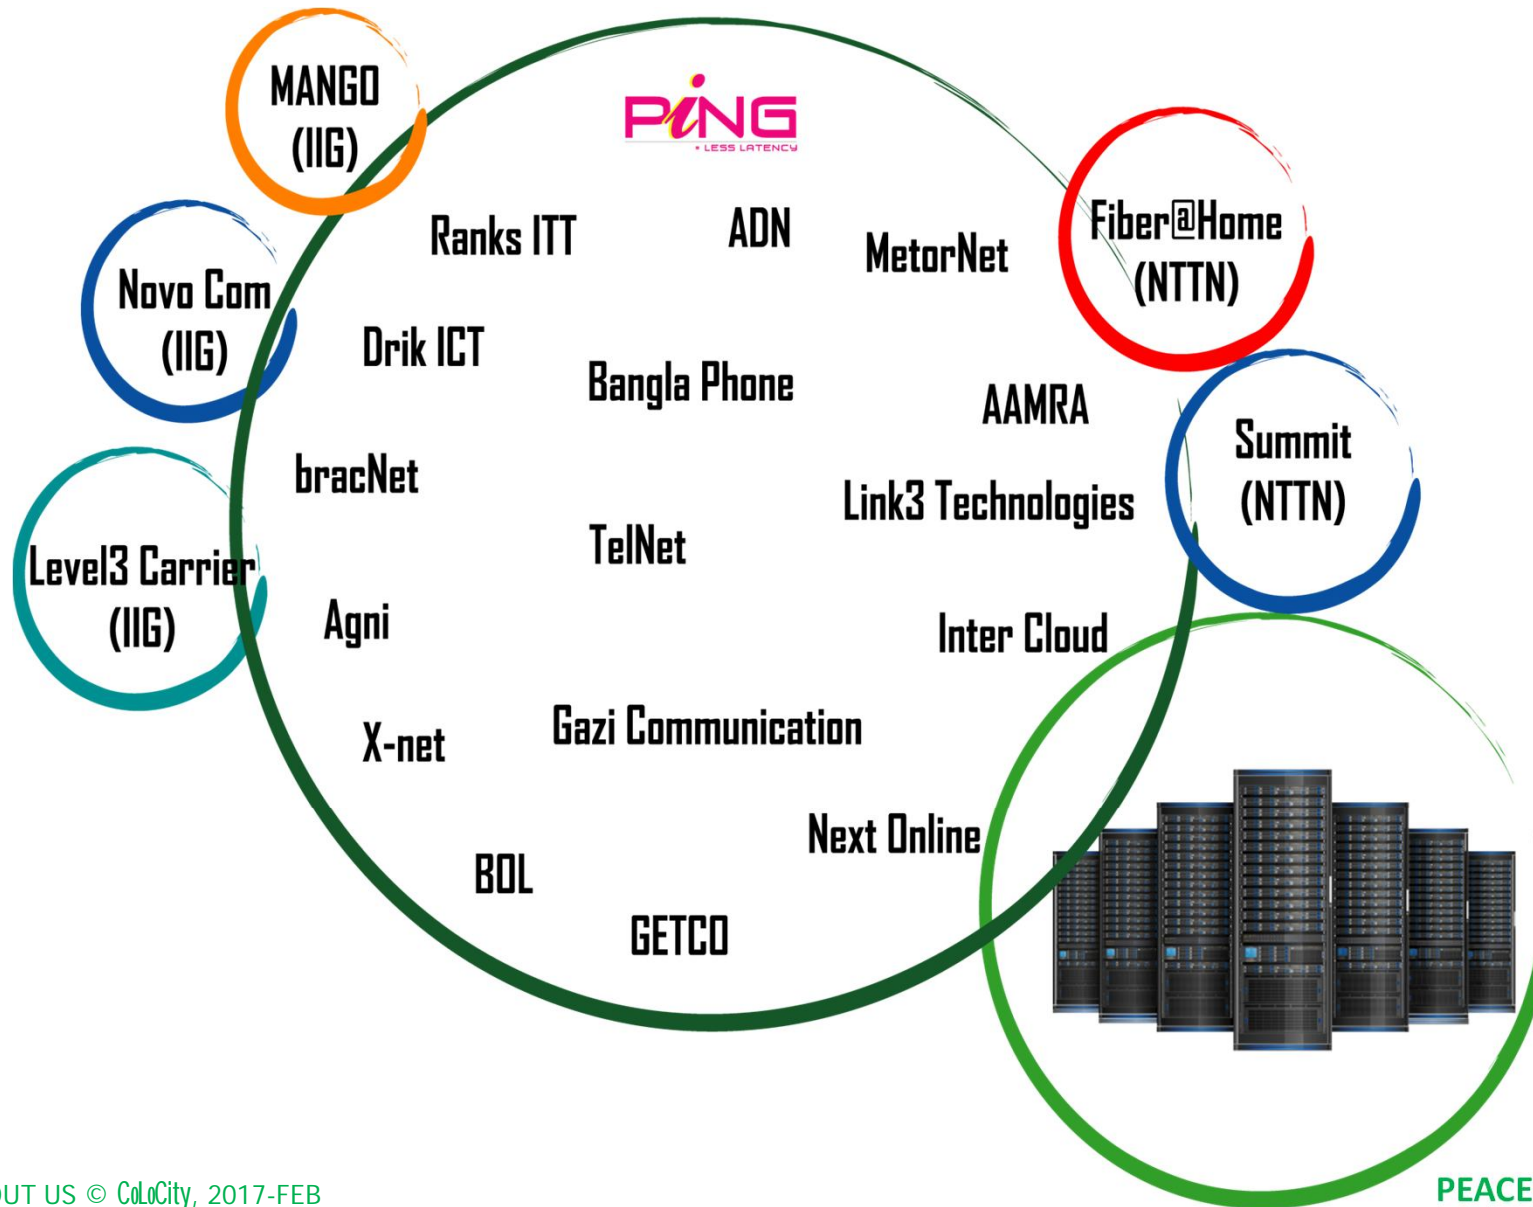 MANGO
(IIG)
PiNG
• LESS LATENCY
Fiber@Home
(NTTN)
Ranks ITT
ADN
MetorNet
Novo Com
(IIG)
Drik ICT
Bangla Phone
AAMRA
Summit
(NTTN)
bracNet
Link3 Technologies
TelNet
Level3 Carrier
(IIG)
Agni
Inter Cloud
X-net
Gazi Communication
Next Online
BOL
GETCO
OUT US © CoLoCity, 2017-FEB
PEACE